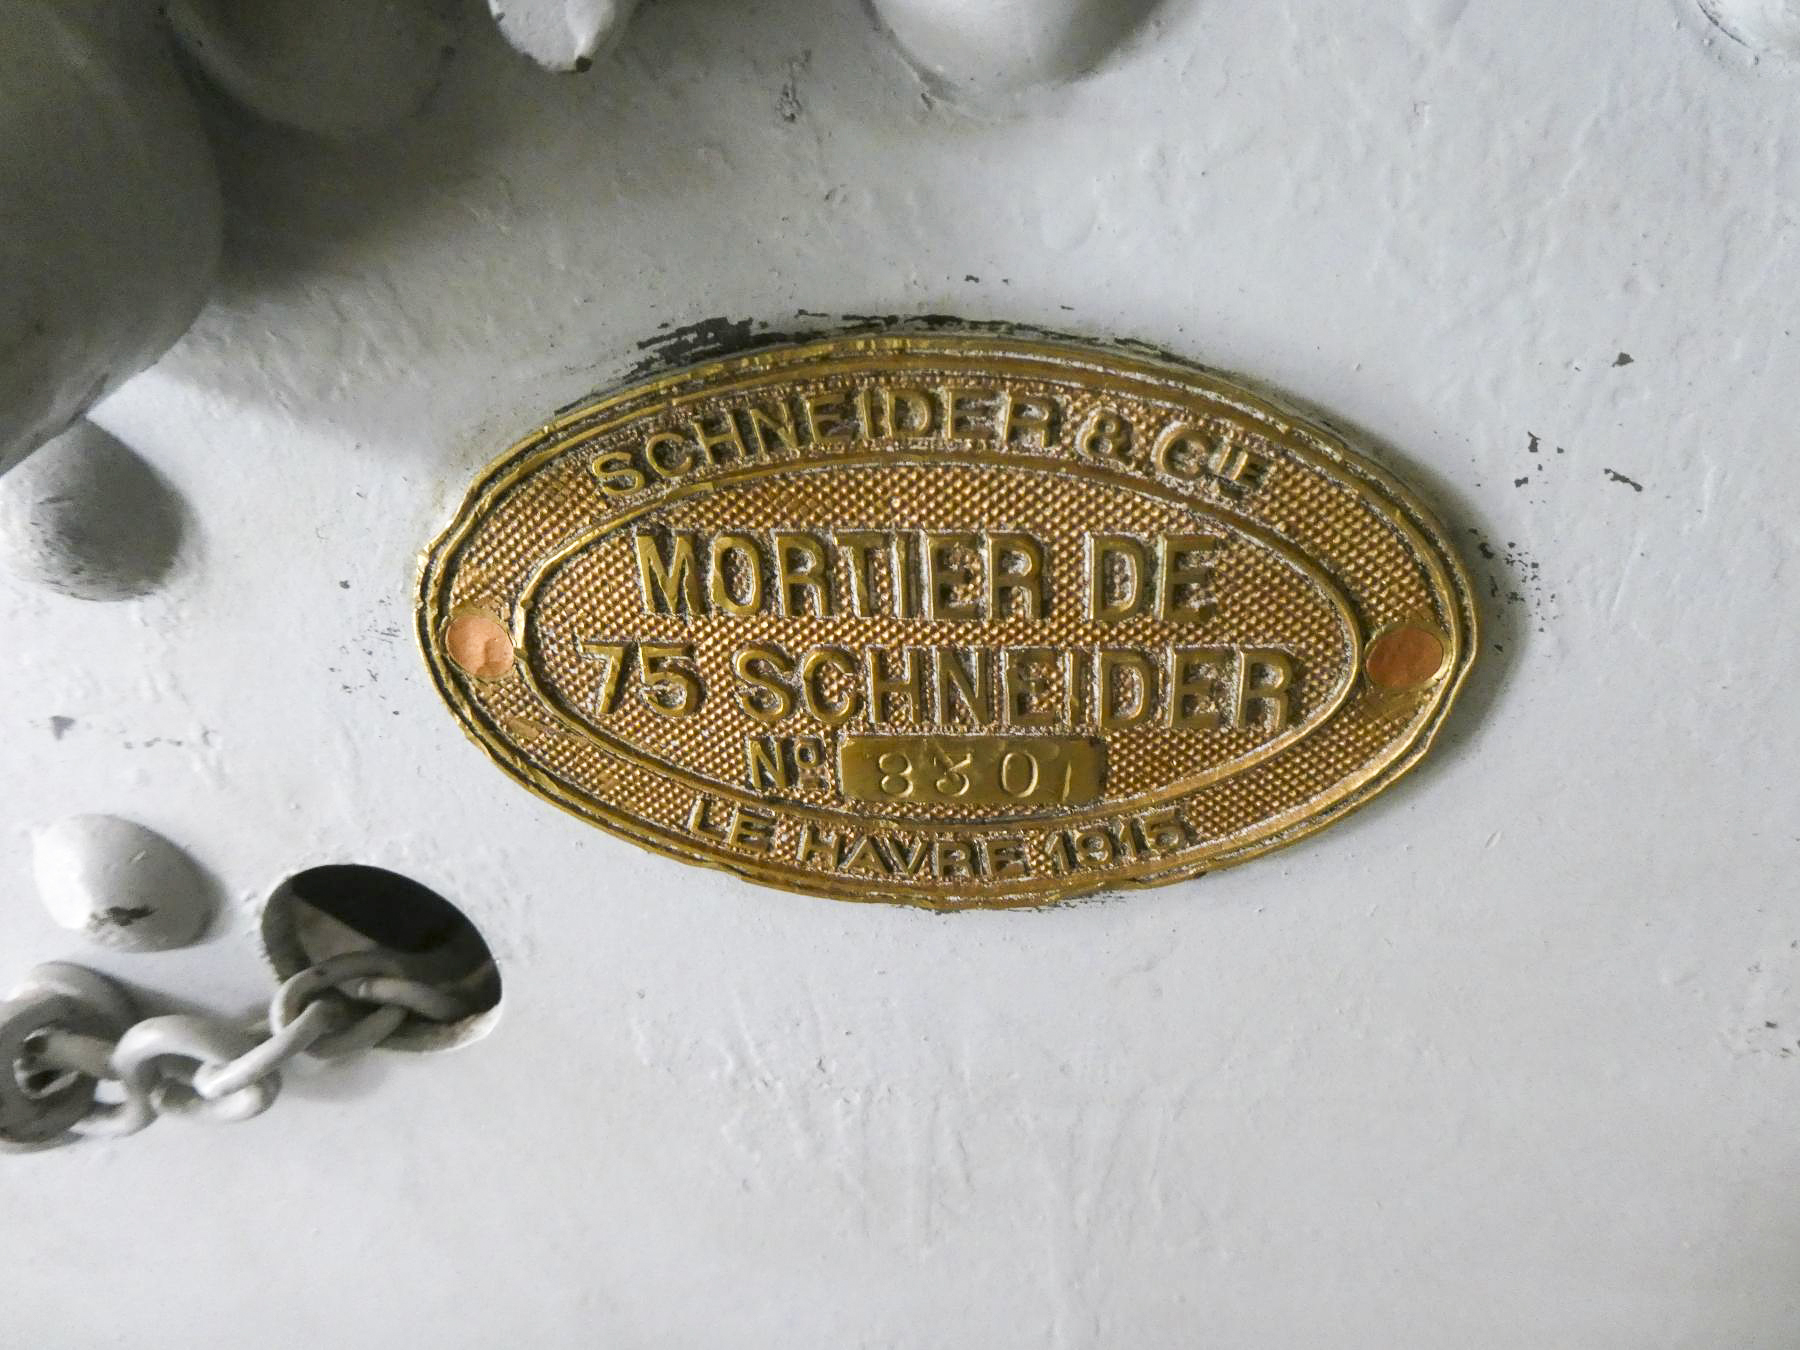 SCHNEIDER & CIE
MORTIER DE
75 SCHNEIDER
Nº 8301
LE HAVRE 1915